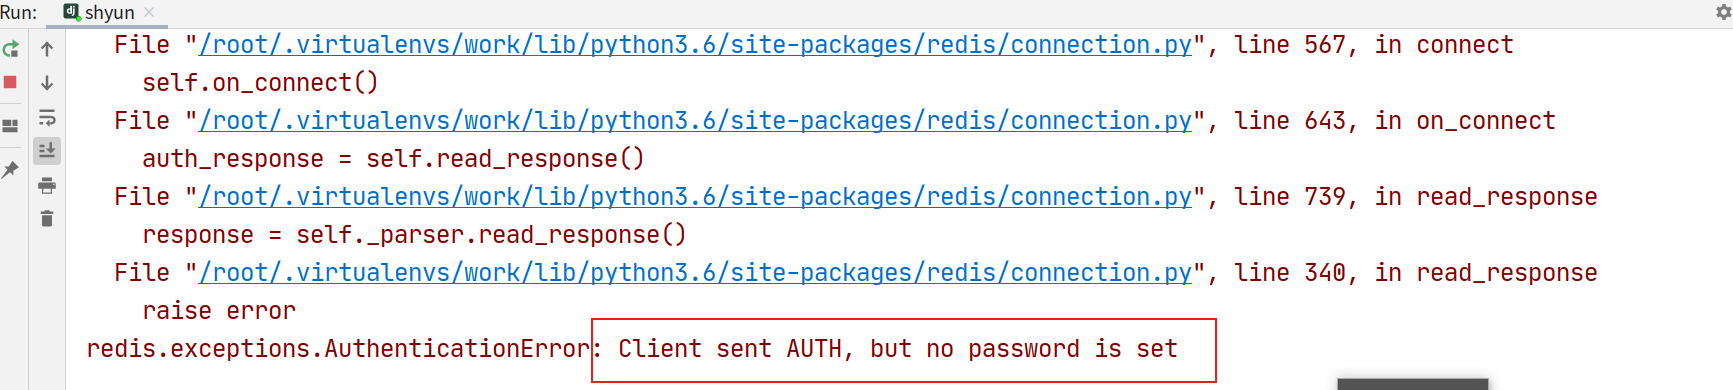 Run: dj shyun
File "/root/.virtualenvs/work/lib/python3.6/site-packages/redis/connection.py", line 567, in connect
self.on_connect()
File "/root/.virtualenvs/work/lib/python3.6/site-packages/redis/connection.py", line 643, in on_connect
auth_response = self.read_response()
File "/root/.virtualenvs/work/lib/python3.6/site-packages/redis/connection.py", line 739, in read_response
response = self._parser.read_response()
File "/root/.virtualenvs/work/lib/python3.6/site-packages/redis/connection.py", line 340, in read_response
raise error
redis.exceptions.AuthenticationError: Client sent AUTH, but no password is set